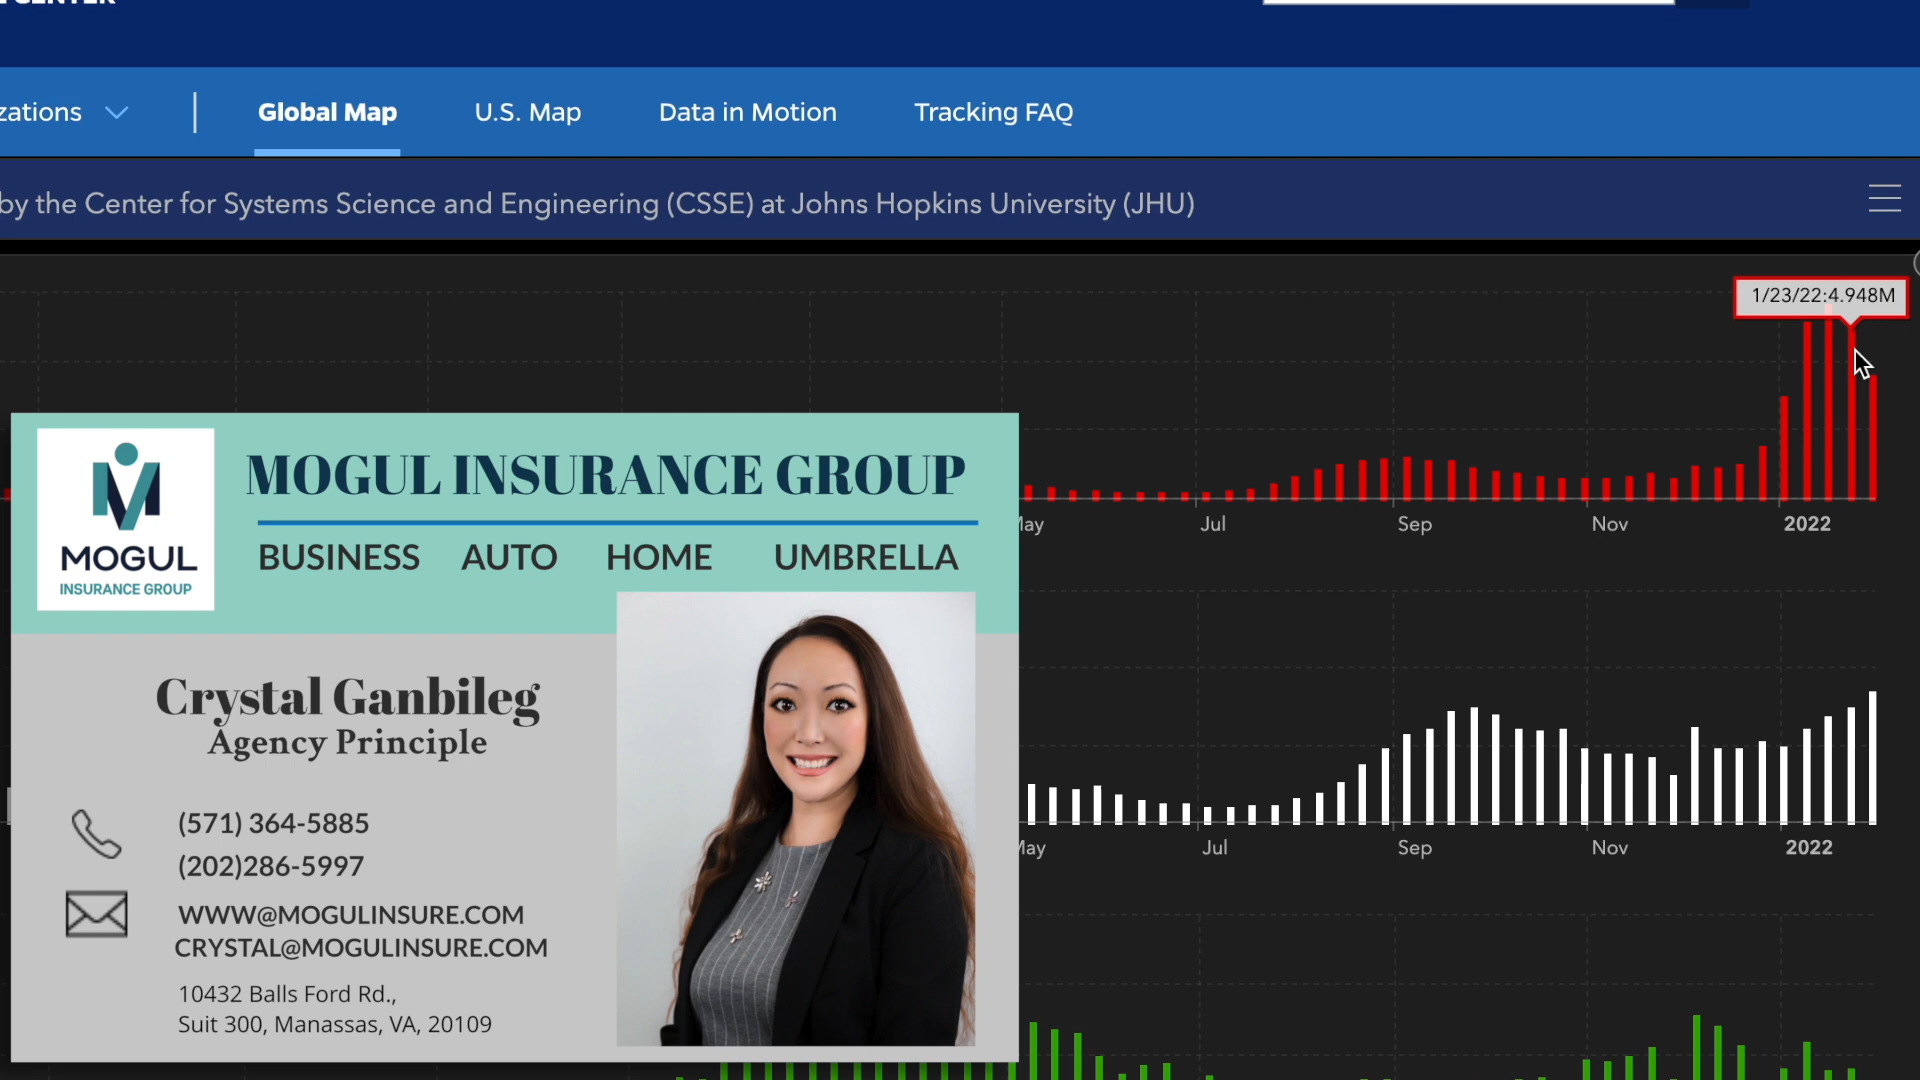 Global Map
U.S. Map
Data in Motion
Tracking FAQ
by the Center for Systems Science and Engineering (CSSE) at Johns Hopkins University (JHU)
1/23/22:4.948M
MOGUL INSURANCE GROUP
BUSINESS AUTO HOME UMBRELLA
MOGUL
INSURANCE GROUP
Crystal Ganbileg
Agency Principle
(571) 364-5885
(202)286-5997
WWW@MOGULINSURE.COM
CRYSTAL@MOGULINSURE.COM
10432 Balls Ford Rd.,
Suit 300, Manassas, VA, 20109
May Jul Sep Nov 2022
May Jul Sep Nov 2022